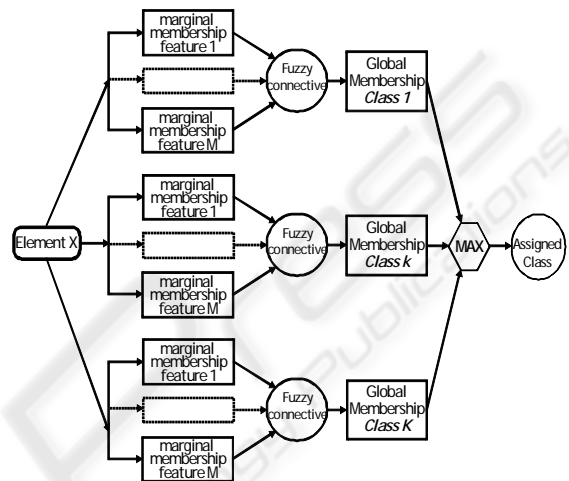 marginal
membership
feature 1
marginal
membership
feature M
Fuzzy
connective
Global
Membership
Class 1
Element X
marginal
membership
feature 1
marginal
membership
feature M
Fuzzy
connective
Global
Membership
Class k
MAX
Assigned
Class
marginal
membership
feature 1
marginal
membership
feature M
Fuzzy
connective
Global
Membership
Class K